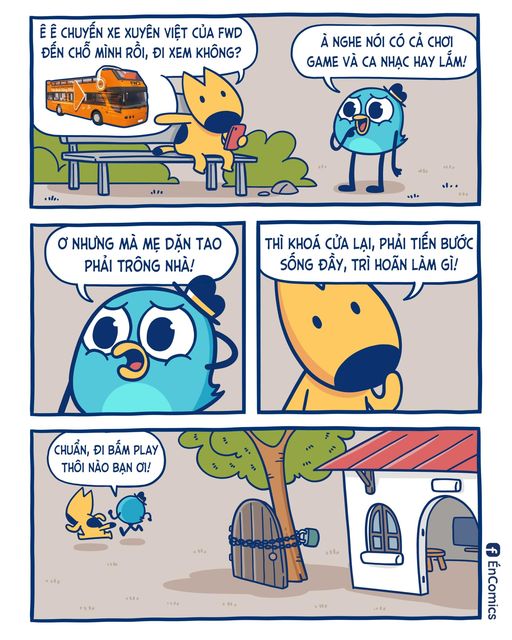 Ê Ê CHUYẾN XE XUYÊN VIỆT CỦA FWD
ĐẾN CHỖ MÌNH RỒI, ĐI XEM KHÔNG?
À NGHE NÓI CÓ CẢ CHƠI
GAME VÀ CA NHẠC HAY LẮM!
Ơ NHƯNG MÀ MẸ DẶN TAO
PHẢI TRÔNG NHÀ!
THÌ KHOÁ CỬA LẠI, PHẢI TIẾN BƯỚC
SỐNG ĐẦY, TRÌ HOÃN LÀM GÌ!
CHUẨN, ĐI BẤM PLAY
THÔI NÀO BẠN ƠI!
ÉnComics